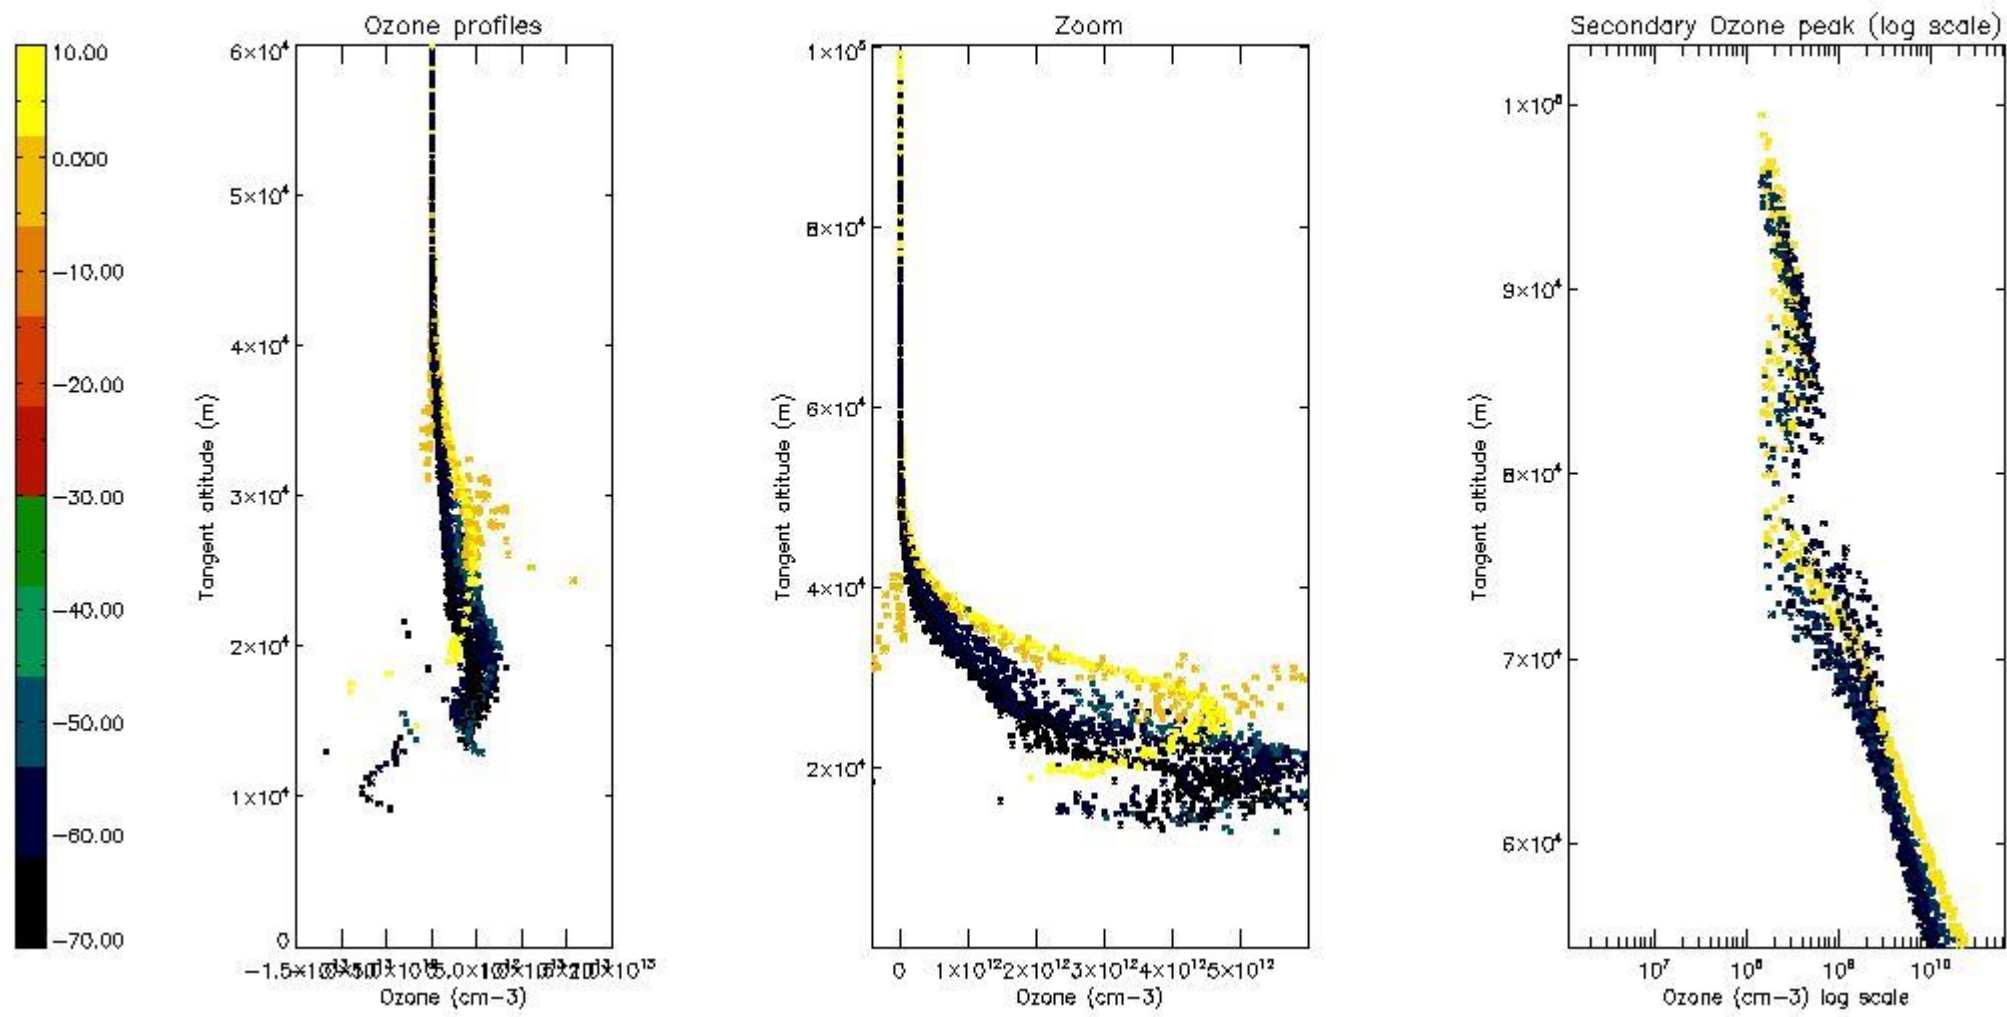 Ozone profiles
Zoom
Secondary Ozone peak (log scale)
10.00
0.000
−10.00
−20.00
−30.00
−40.00
−50.00
−60.00
−70.00
6×10⁴
5×10⁴
4×10⁴
3×10⁴
2×10⁴
1×10⁴
0
Tangent altitude (m)
Ozone (cm−3)
1×10⁵
8×10⁴
6×10⁴
4×10⁴
2×10⁴
Tangent altitude (m)
0 1×10¹² 2×10¹² 3×10¹² 4×10¹² 5×10¹²
Ozone (cm−3)
9×10⁴
8×10⁴
7×10⁴
6×10⁴
Tangent altitude (m)
10⁷ 10⁸ 10⁹ 10¹⁰
Ozone (cm−3) log scale